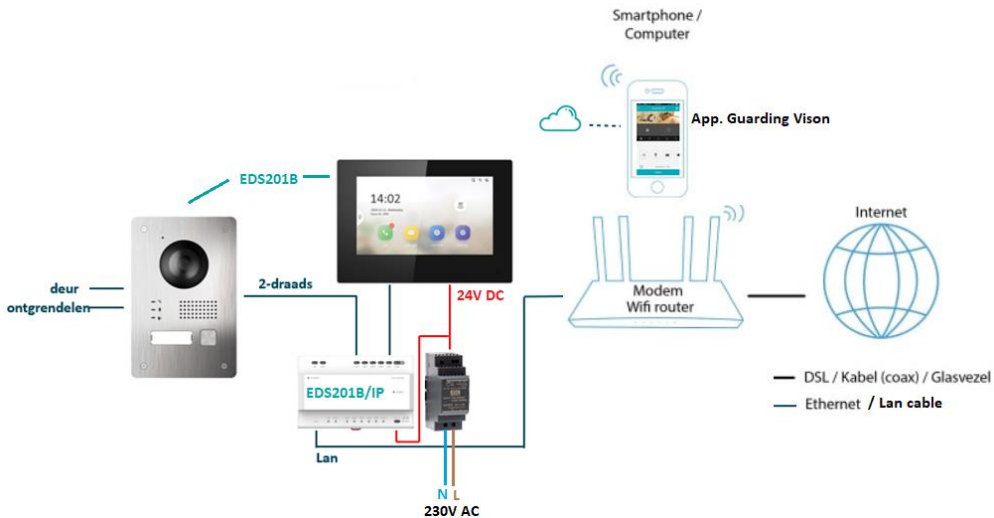 Smartphone /
Computer
App. Guarding Vison
EDS201B
14:02
Internet
deur
ontgrendelen
2-draads
24V DC
Modem
Wifi router
EDS201B/IP
DSL / Kabel (coax) / Glasvezel
Ethernet / Lan cable
Lan
N L
230V AC